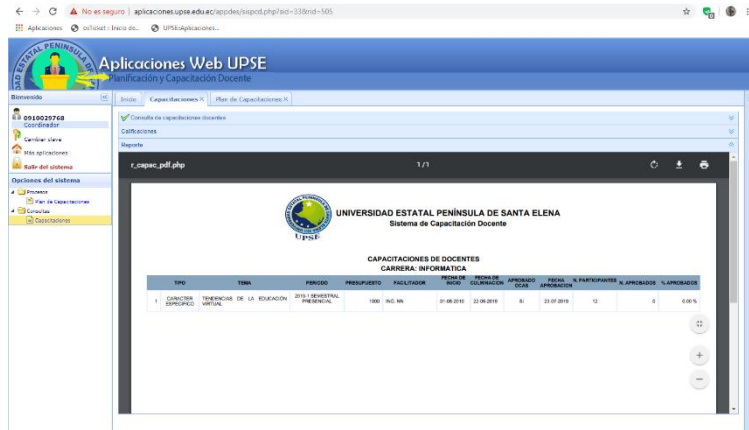 No es seguro | aplicaciones.upse.edu.ec/appdes/sispcd.php?sid=338&rid=505
Aplicaciones
UPSE::Aplicaciones...
Aplicaciones Web UPSE
Planificación y Capacitación Docente
Bienvenido
0910029768
Coordinador
Cambiar clave
Más aplicaciones
Salir del sistema
Opciones del sistema
Procesos
Plan de Capacitaciones
Consultas
Capacitaciones
Inicio
Capacitaciones
Plan de Capacitaciones
Consulta de capacitaciones docentes
Calificaciones
Reporte
r_capac_pdf.php
1 / 1
UPSE
UNIVERSIDAD ESTATAL PENÍNSULA DE SANTA ELENA
Sistema de Capacitación Docente
CAPACITACIONES DE DOCENTES
CARRERA: INFORMATICA
TIPO TEMA PERIODO PRESUPUESTO FACILITADOR FECHA DE INICIO FECHA DE CULMINACION APROBADO OCAS FECHA APROBACION N. PARTICIPANTES N. APROBADOS % APROBADOS
1 CARACTER ESPECIFICO TENDENCIAS DE LA EDUCACIÓN VIRTUAL 2019-1 SEMESTRAL PRESENCIAL 1000 ING. NN 01-09-2019 22-09-2019 SI 23-07-2019 12 0 0.00 %